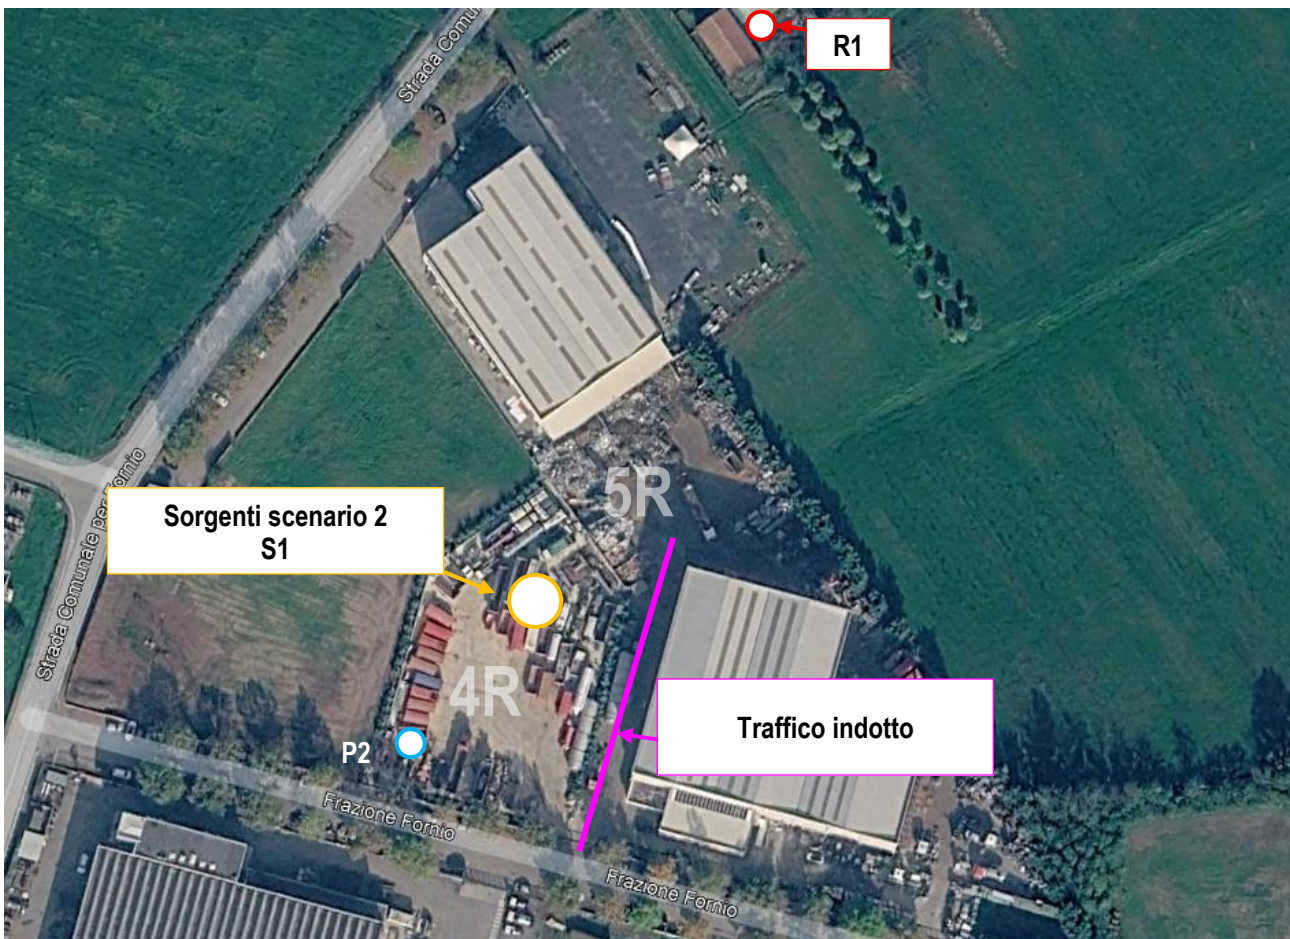 R1
Strada Comu
Strada Comunale per Fornio
Sorgenti scenario 2
S1
5R
4R
Traffico indotto
P2
Frazione Fornio
Frazione Fornio